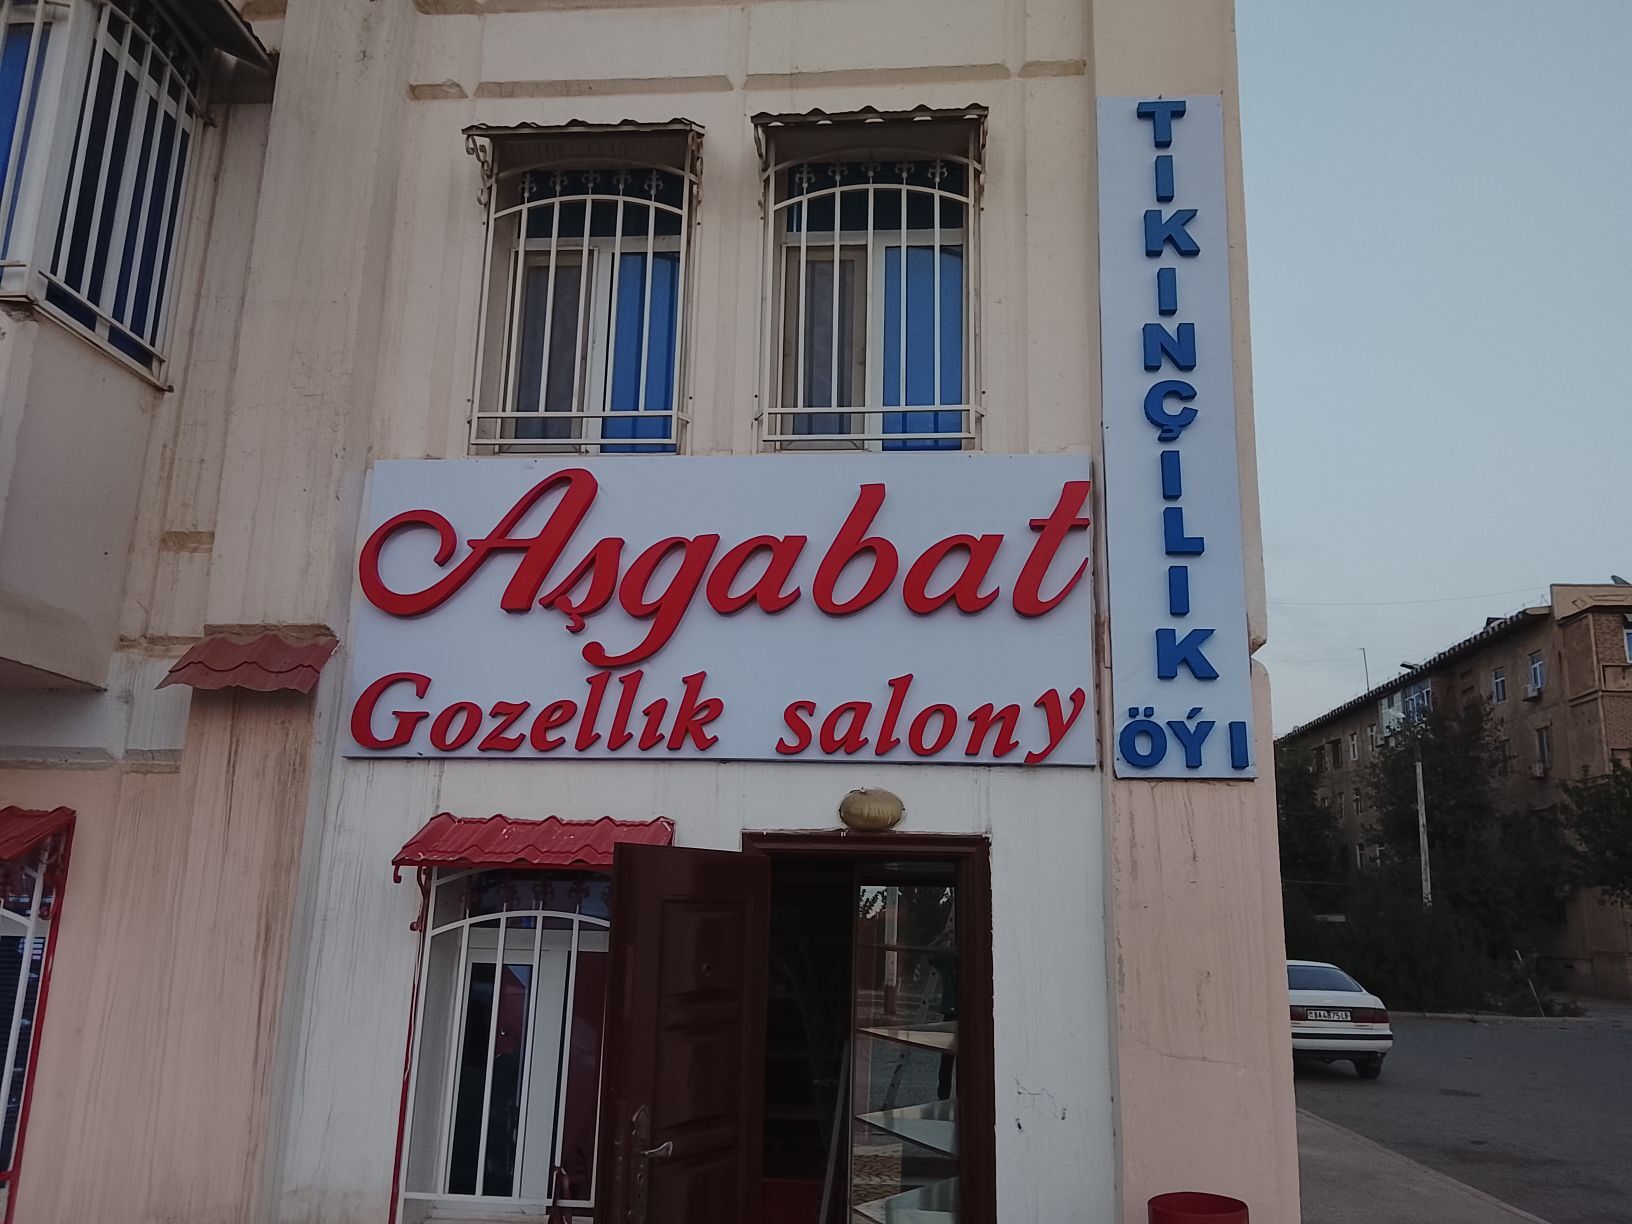 Aşgabat
Gozellık salony
TIKINÇILIK
ÖÝI